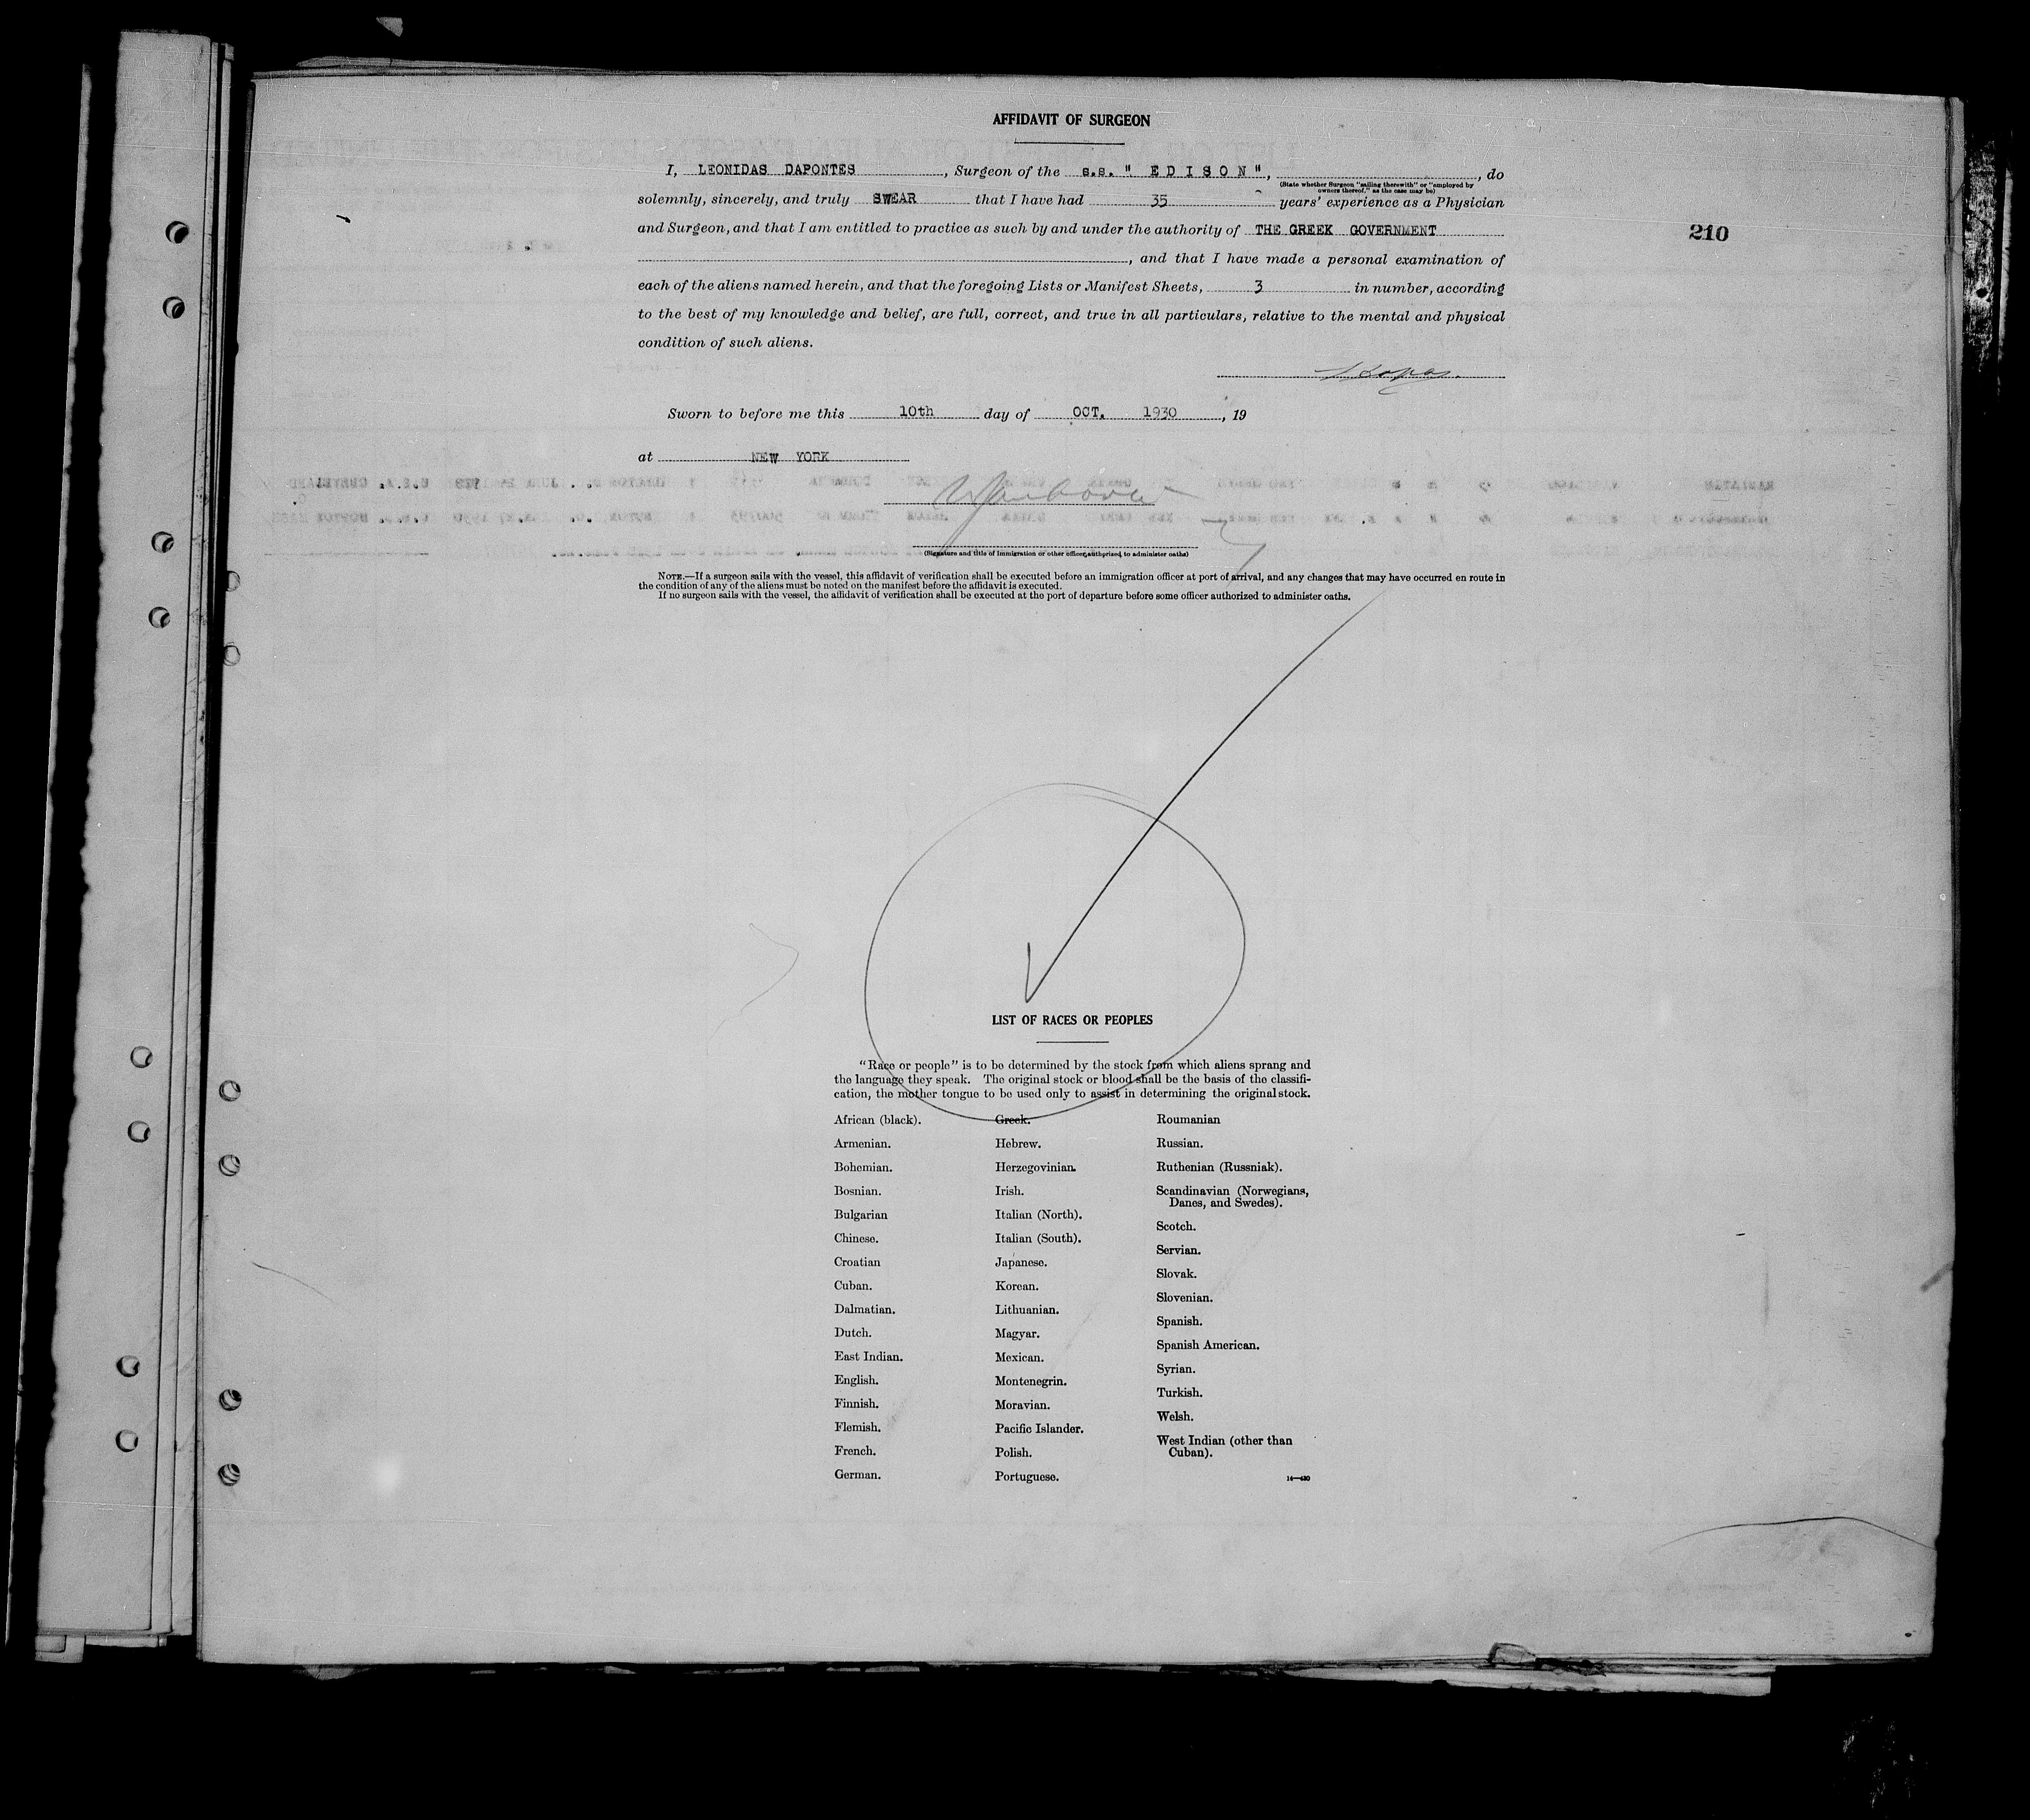 AFFIDAVIT OF SURGEON
I, LEONIDAS DAPONTES, Surgeon of the s.s. " E D I S O N ", , do
(State whether Surgeon "sailing therewith" or "employed by
owners thereof," as the case may be)
solemnly, sincerely, and truly SWEAR that I have had 35 years' experience as a Physician
and Surgeon, and that I am entitled to practice as such by and under the authority of THE GREEK GOVERNMENT
210
, and that I have made a personal examination of
each of the aliens named herein, and that the foregoing Lists or Manifest Sheets, 3 in number, according
to the best of my knowledge and belief, are full, correct, and true in all particulars, relative to the mental and physical
condition of such aliens.
Sworn to before me this 10th day of OCT. 1930, 19
at NEW YORK
(Signature and title of immigration or other officer authorized to administer oaths)
NOTE.—If a surgeon sails with the vessel, this affidavit of verification shall be executed before an immigration officer at port of arrival, and any changes that may have occurred en route in
the condition of any of the aliens must be noted on the manifest before the affidavit is executed.
If no surgeon sails with the vessel, the affidavit of verification shall be executed at the port of departure before some officer authorized to administer oaths.
LIST OF RACES OR PEOPLES
"Race or people" is to be determined by the stock from which aliens sprang and
the language they speak. The original stock or blood shall be the basis of the classifi-
cation, the mother tongue to be used only to assist in determining the original stock.
African (black).
Armenian.
Bohemian.
Bosnian.
Bulgarian
Chinese.
Croatian
Cuban.
Dalmatian.
Dutch.
East Indian.
English.
Finnish.
Flemish.
French.
German.
Greek.
Hebrew.
Herzegovinian.
Irish.
Italian (North).
Italian (South).
Japanese.
Korean.
Lithuanian.
Magyar.
Mexican.
Montenegrin.
Moravian.
Pacific Islander.
Polish.
Portuguese.
Roumanian
Russian.
Ruthenian (Russniak).
Scandinavian (Norwegians,
Danes, and Swedes).
Scotch.
Servian.
Slovak.
Slovenian.
Spanish.
Spanish American.
Syrian.
Turkish.
Welsh.
West Indian (other than
Cuban).
14—430